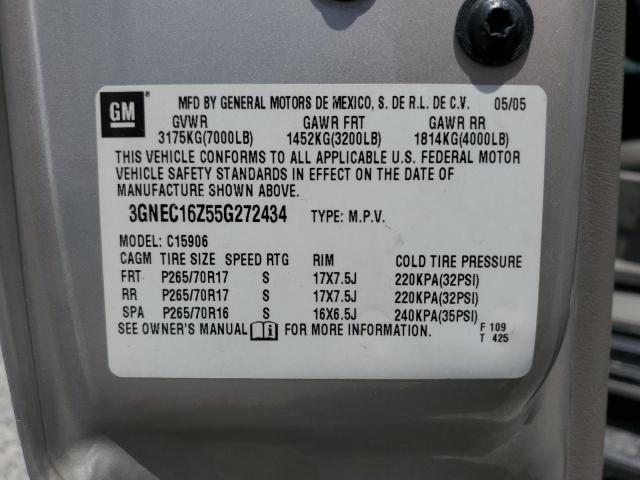 GM ® MFD BY GENERAL MOTORS DE MEXICO, S. DE R.L. DE C.V. 05/05
GVWR GAWR FRT GAWR RR
3175KG(7000LB) 1452KG(3200LB) 1814KG(4000LB)
THIS VEHICLE CONFORMS TO ALL APPLICABLE U.S. FEDERAL MOTOR
VEHICLE SAFETY STANDARDS IN EFFECT ON THE DATE OF
MANUFACTURE SHOWN ABOVE.
3GNEC16Z55G272434 TYPE: M.P.V.
MODEL: C15906
CAGM TIRE SIZE SPEED RTG RIM COLD TIRE PRESSURE
FRT P265/70R17 S 17X7.5J 220KPA(32PSI)
RR P265/70R17 S 17X7.5J 220KPA(32PSI)
SPA P265/70R16 S 16X6.5J 240KPA(35PSI)
SEE OWNER'S MANUAL FOR MORE INFORMATION. F 109
T 425